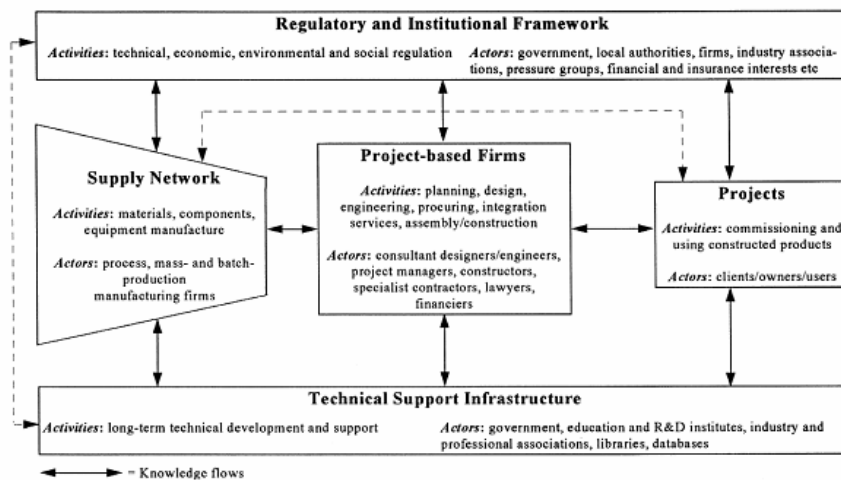 Regulatory and Institutional Framework
Activities: technical, economic, environmental and social regulation
Actors: government, local authorities, firms, industry associa-
tions, pressure groups, financial and insurance interests etc
Supply Network
Activities: materials, components,
equipment manufacture
Actors: process, mass- and batch-
production
manufacturing firms
Project-based Firms
Activities: planning, design,
engineering, procuring, integration
services, assembly/construction
Actors: consultant designers/engineers,
project managers, constructors,
specialist contractors, lawyers,
financiers
Projects
Activities: commissioning and
using constructed products
Actors: clients/owners/users
Technical Support Infrastructure
Activities: long-term technical development and support
Actors: government, education and R&D institutes, industry and
professional associations, libraries, databases
= Knowledge flows